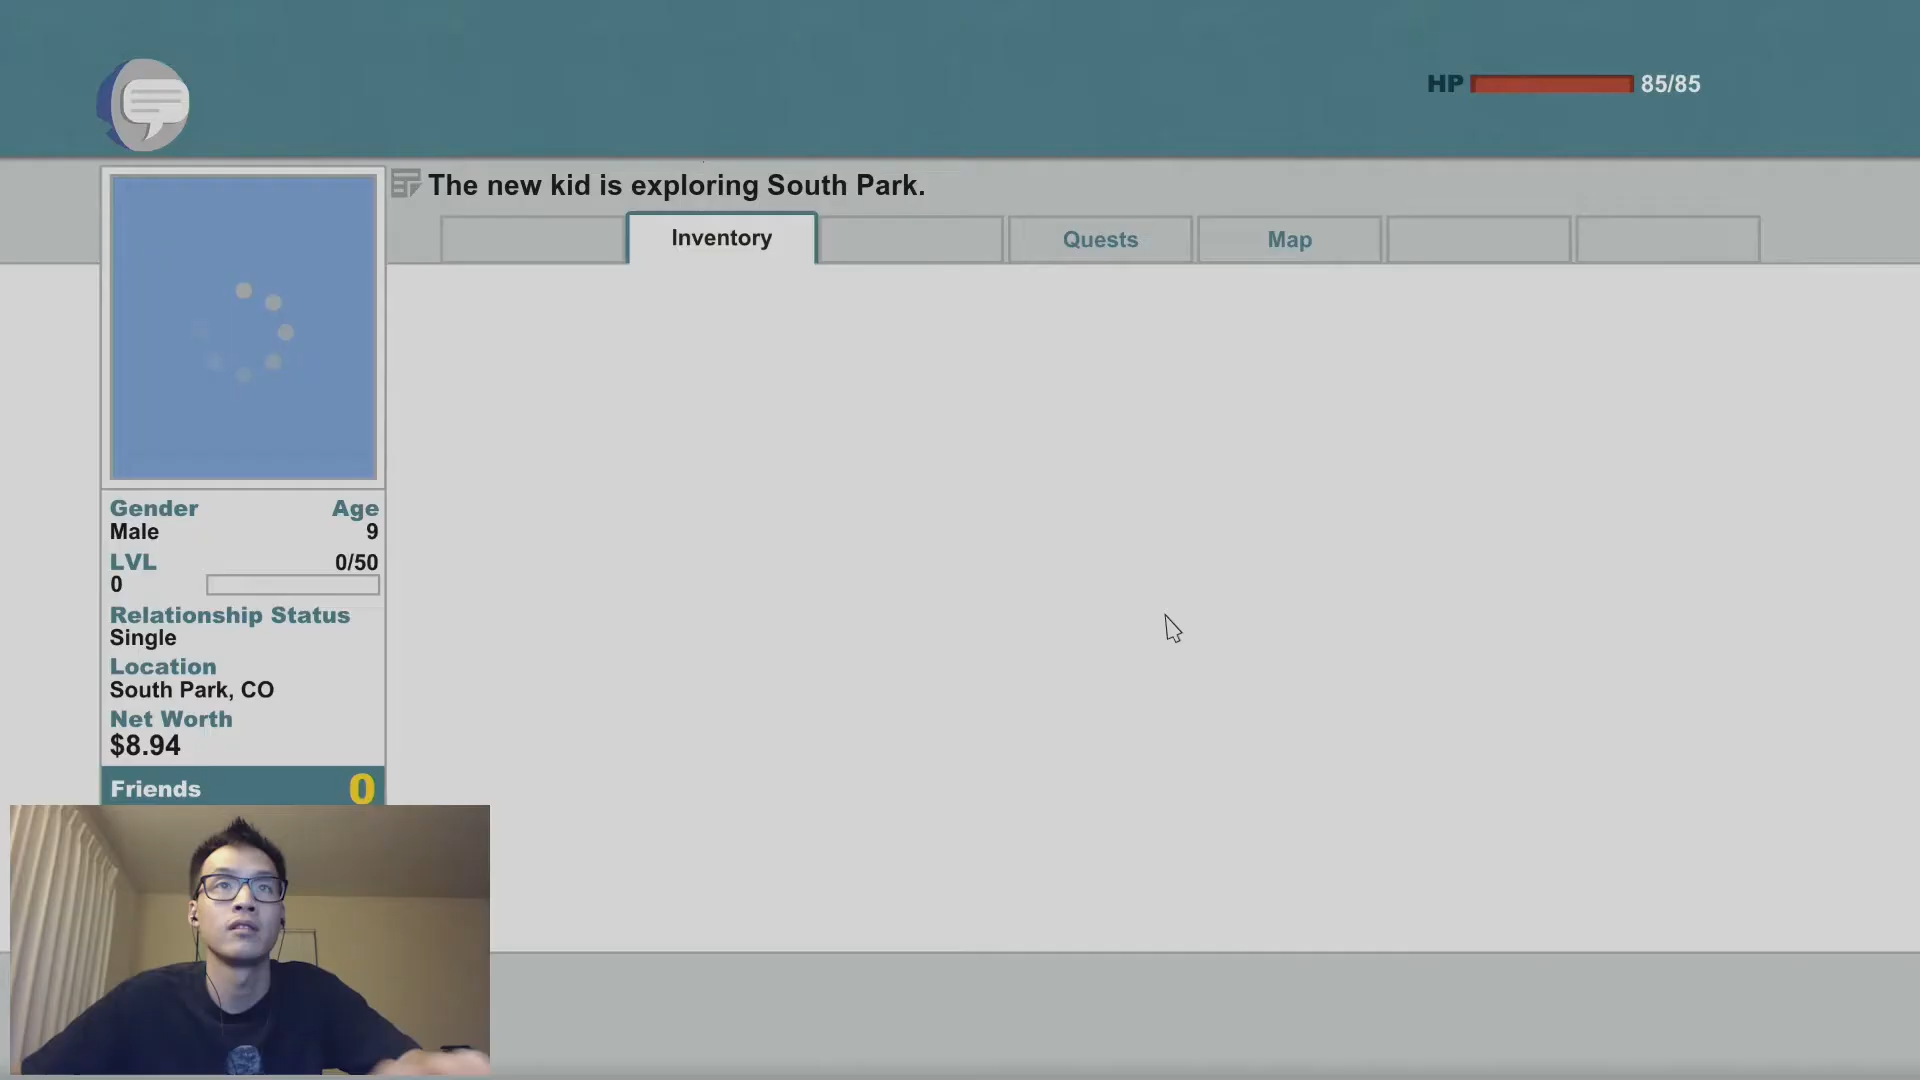 HP 85/85
The new kid is exploring South Park.
Inventory Quests Map
Gender Age
Male 9
LVL 0/50
0
Relationship Status
Single
Location
South Park, CO
Net Worth
$8.94
Friends 0